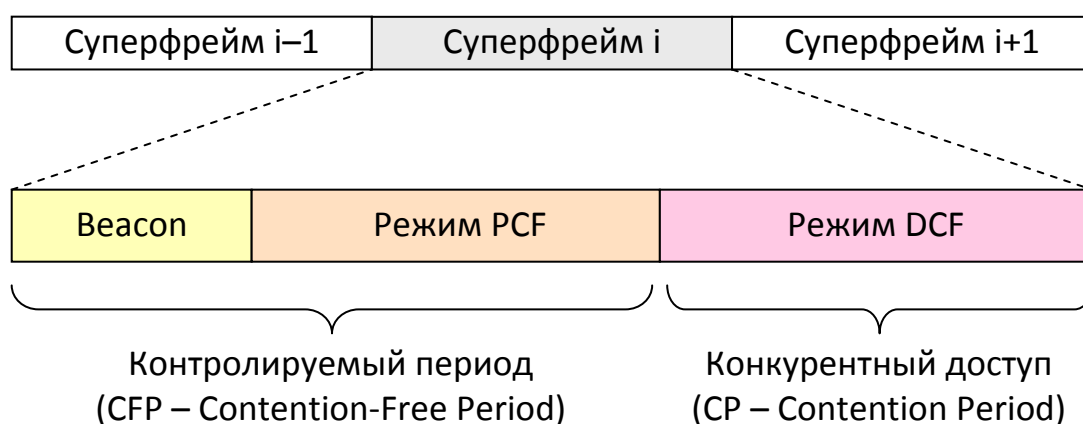 Суперфрейм i–1 Суперфрейм i Суперфрейм i+1
Beacon Режим PCF Режим DCF
Контролируемый период Конкурентный доступ
(CFP – Contention-Free Period) (CP – Contention Period)